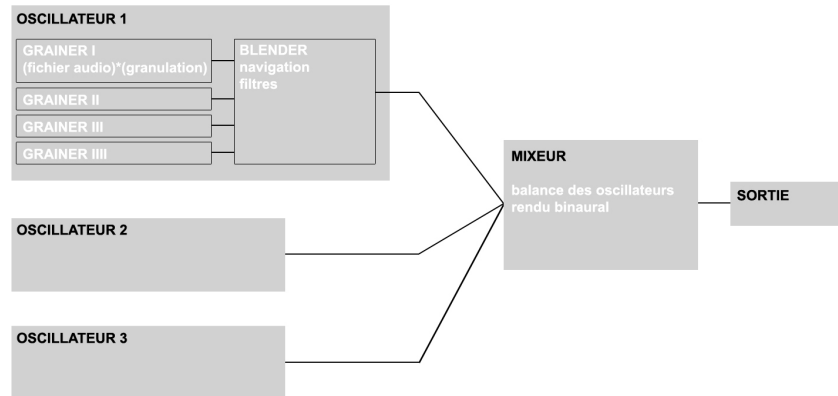 OSCILLATEUR 1
GRAINER I
(fichier audio)*(granulation)
GRAINER II
GRAINER III
GRAINER IIII
BLENDER
navigation
filtres
OSCILLATEUR 2
OSCILLATEUR 3
MIXEUR
balance des oscillateurs
rendu binaural
SORTIE